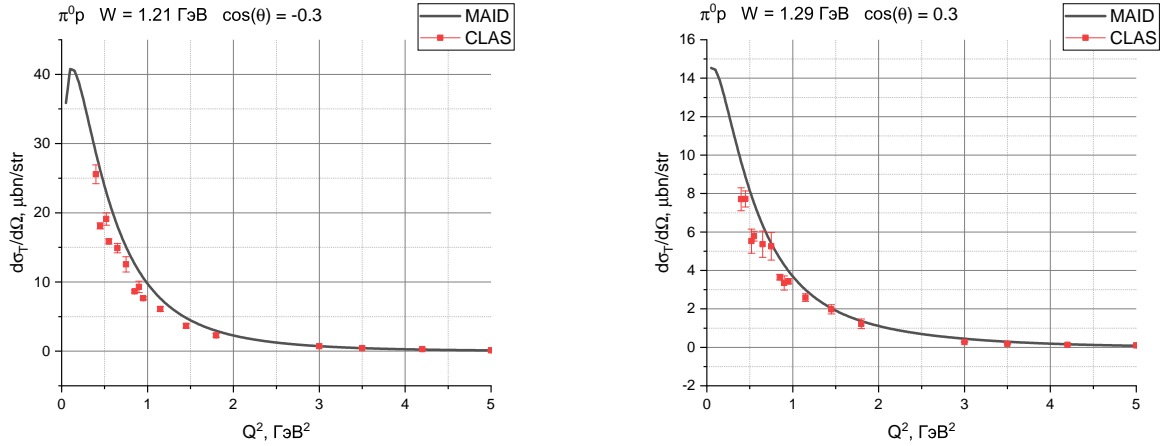 π⁰p W = 1.21 ГэВ cos(θ) = -0.3
MAID
CLAS
dσ_T/dΩ, μbn/str
40
30
20
10
0
0 1 2 3 4 5
Q², ГэВ²
π⁰p W = 1.29 ГэВ cos(θ) = 0.3
MAID
CLAS
dσ_T/dΩ, μbn/str
16
14
12
10
8
6
4
2
0
-2
0 1 2 3 4 5
Q², ГэВ²